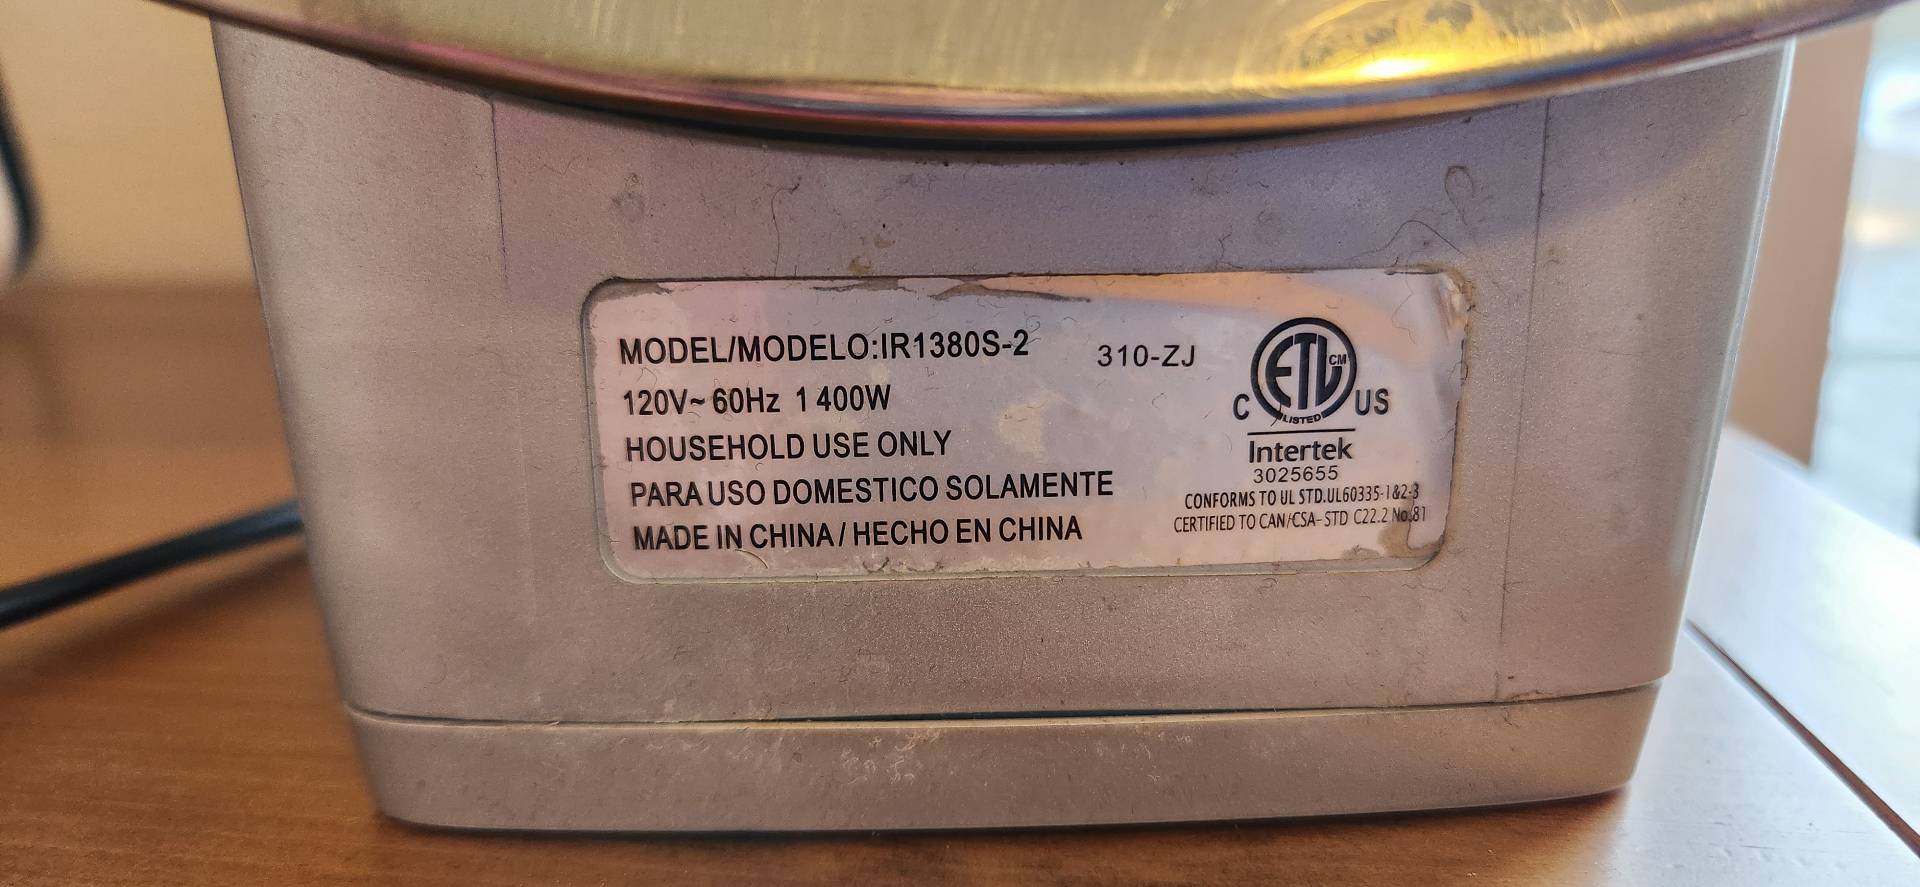 MODEL/MODELO:IR1380S-2
310-ZJ
120V~ 60Hz 1 400W
HOUSEHOLD USE ONLY
PARA USO DOMESTICO SOLAMENTE
MADE IN CHINA / HECHO EN CHINA
ETL CM
C US
LISTED
Intertek
3025655
CONFORMS TO UL STD.UL60335-1&2-3
CERTIFIED TO CAN/CSA-STD C22.2 No.81